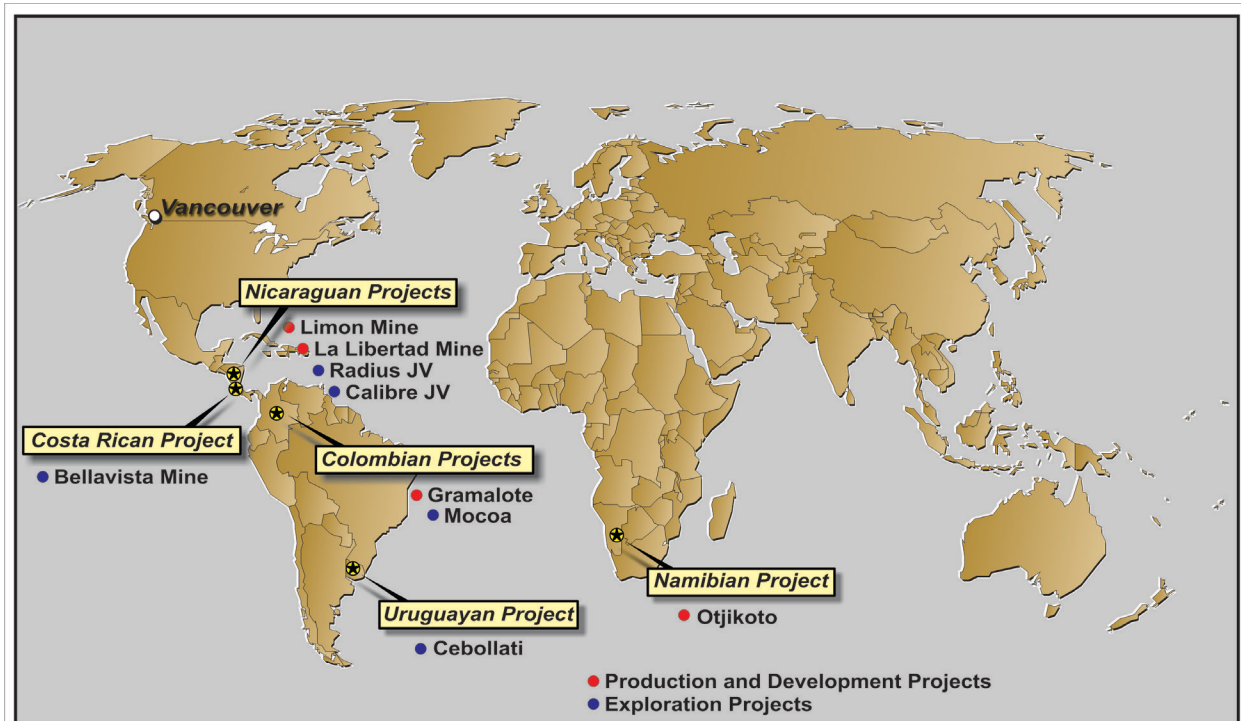 Vancouver
Nicaraguan Projects
Limon Mine
La Libertad Mine
Radius JV
Calibre JV
Costa Rican Project
Bellavista Mine
Colombian Projects
Gramalote
Mocoa
Namibian Project
Otjikoto
Uruguayan Project
Cebollati
Production and Development Projects
Exploration Projects